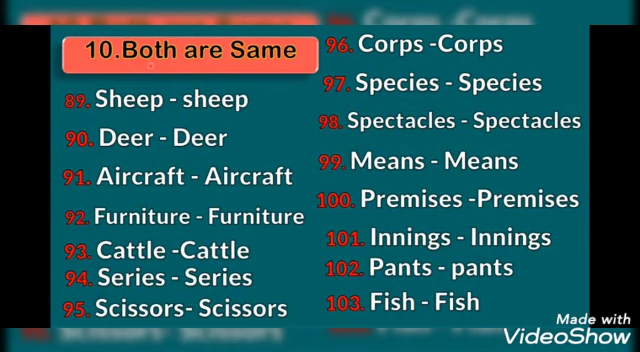 10.Both are Same
89. Sheep - sheep
90. Deer - Deer
91. Aircraft - Aircraft
92. Furniture - Furniture
93. Cattle -Cattle
94. Series - Series
95. Scissors- Scissors
96. Corps -Corps
97. Species - Species
98. Spectacles - Spectacles
99. Means - Means
100. Premises -Premises
101. Innings - Innings
102. Pants - pants
103. Fish - Fish
Made with
VideoShow